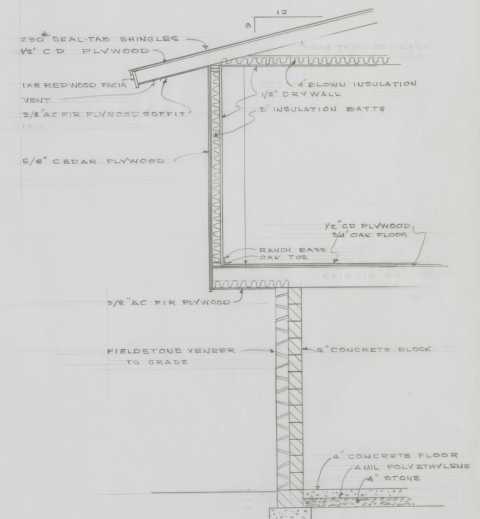 12
3
230# SEAL-TAB SHINGLES
1/2" CD PLYWOOD
1X8 REDWOOD FACIA
VENT
3/8" AC FIR PLYWOOD SOFFIT
4" BLOWN INSULATION
1/2" DRYWALL
3" INSULATION BATTS
5/8" CEDAR PLYWOOD
1/2" CD PLYWOOD
3/4" OAK FLOOR
RANCH BASE
OAK TOE
3/8" AC FIR PLYWOOD
FIELDSTONE VENEER
TO GRADE
6" CONCRETE BLOCK
4" CONCRETE FLOOR
4 MIL POLYETHYLENE
4" STONE